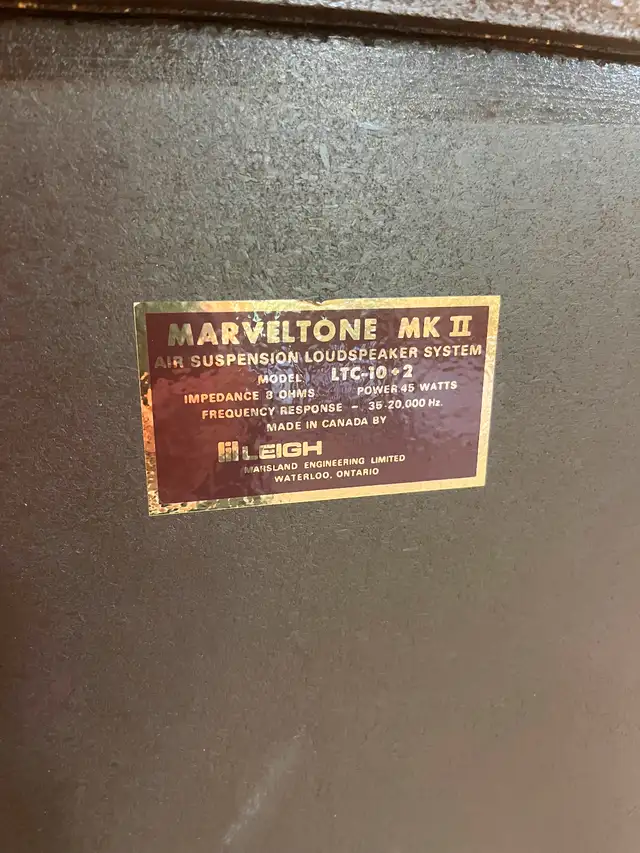 MARVELTONE MK II
AIR SUSPENSION LOUDSPEAKER SYSTEM
MODEL LTC-10+2
IMPEDANCE 8 OHMS POWER 45 WATTS
FREQUENCY RESPONSE - 35-20,000 Hz.
MADE IN CANADA BY
LEIGH
MARSLAND ENGINEERING LIMITED
WATERLOO, ONTARIO